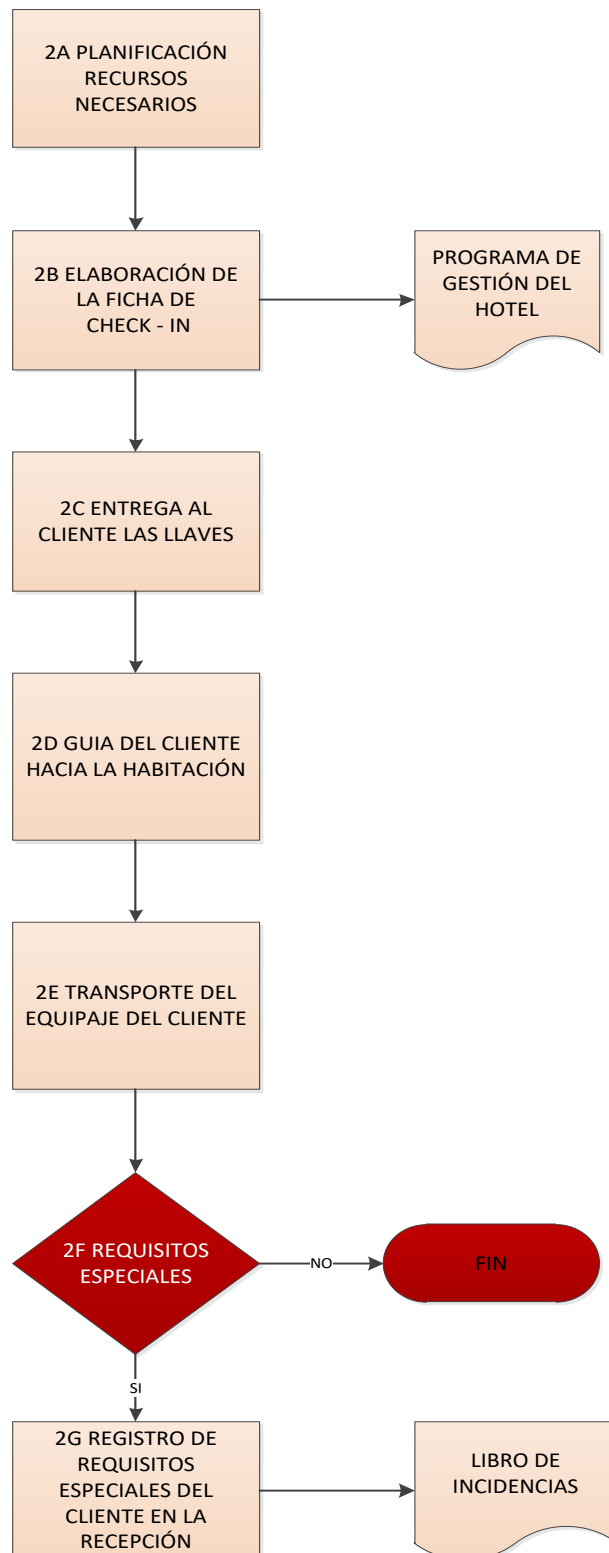 2A PLANIFICACIÓN
RECURSOS
NECESARIOS
2B ELABORACIÓN DE
LA FICHA DE
CHECK - IN
PROGRAMA DE
GESTIÓN DEL
HOTEL
2C ENTREGA AL
CLIENTE LAS LLAVES
2D GUIA DEL CLIENTE
HACIA LA HABITACIÓN
2E TRANSPORTE DEL
EQUIPAJE DEL CLIENTE
2F REQUISITOS
ESPECIALES
NO
FIN
SI
2G REGISTRO DE
REQUISITOS
ESPECIALES DEL
CLIENTE EN LA
RECEPCIÓN
LIBRO DE
INCIDENCIAS